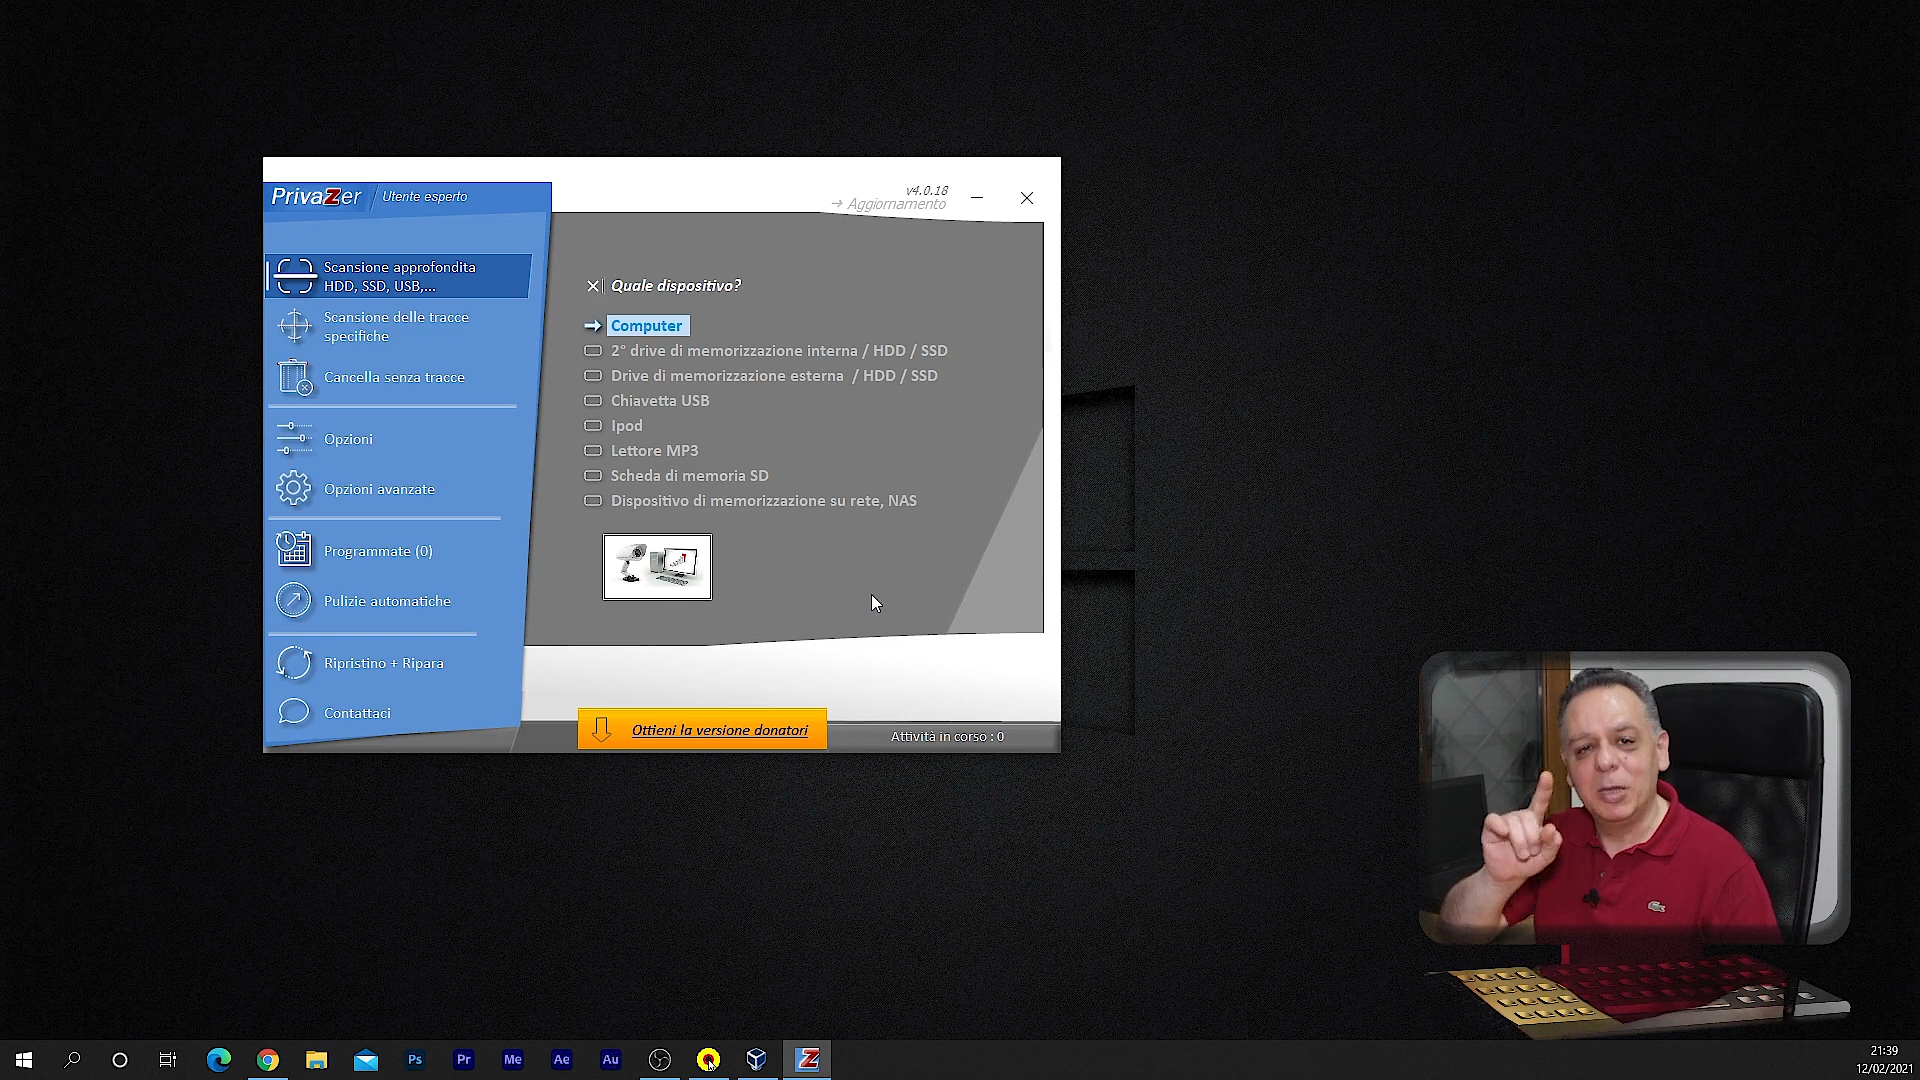 PrivaZer
Utente esperto
v4.0.18
→ Aggiornamento
Scansione approfondita
HDD, SSD, USB,...
Scansione delle tracce
specifiche
Cancella senza tracce
Opzioni
Opzioni avanzate
Programmate (0)
Pulizie automatiche
Ripristino + Ripara
Contattaci
Quale dispositivo?
Computer
2° drive di memorizzazione interna / HDD / SSD
Drive di memorizzazione esterna / HDD / SSD
Chiavetta USB
Ipod
Lettore MP3
Scheda di memoria SD
Dispositivo di memorizzazione su rete, NAS
Ottieni la versione donatori
Attività in corso : 0
Ps
Pr
Me
Ae
Au
Z
21:39
12/02/2021